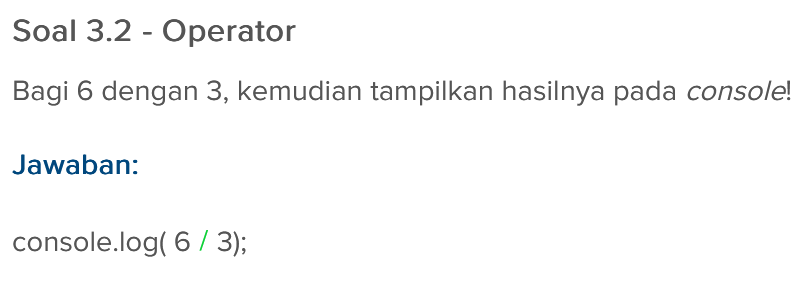 Soal 3.2 - Operator
Bagi 6 dengan 3, kemudian tampilkan hasilnya pada console!
Jawaban:
console.log( 6 / 3);